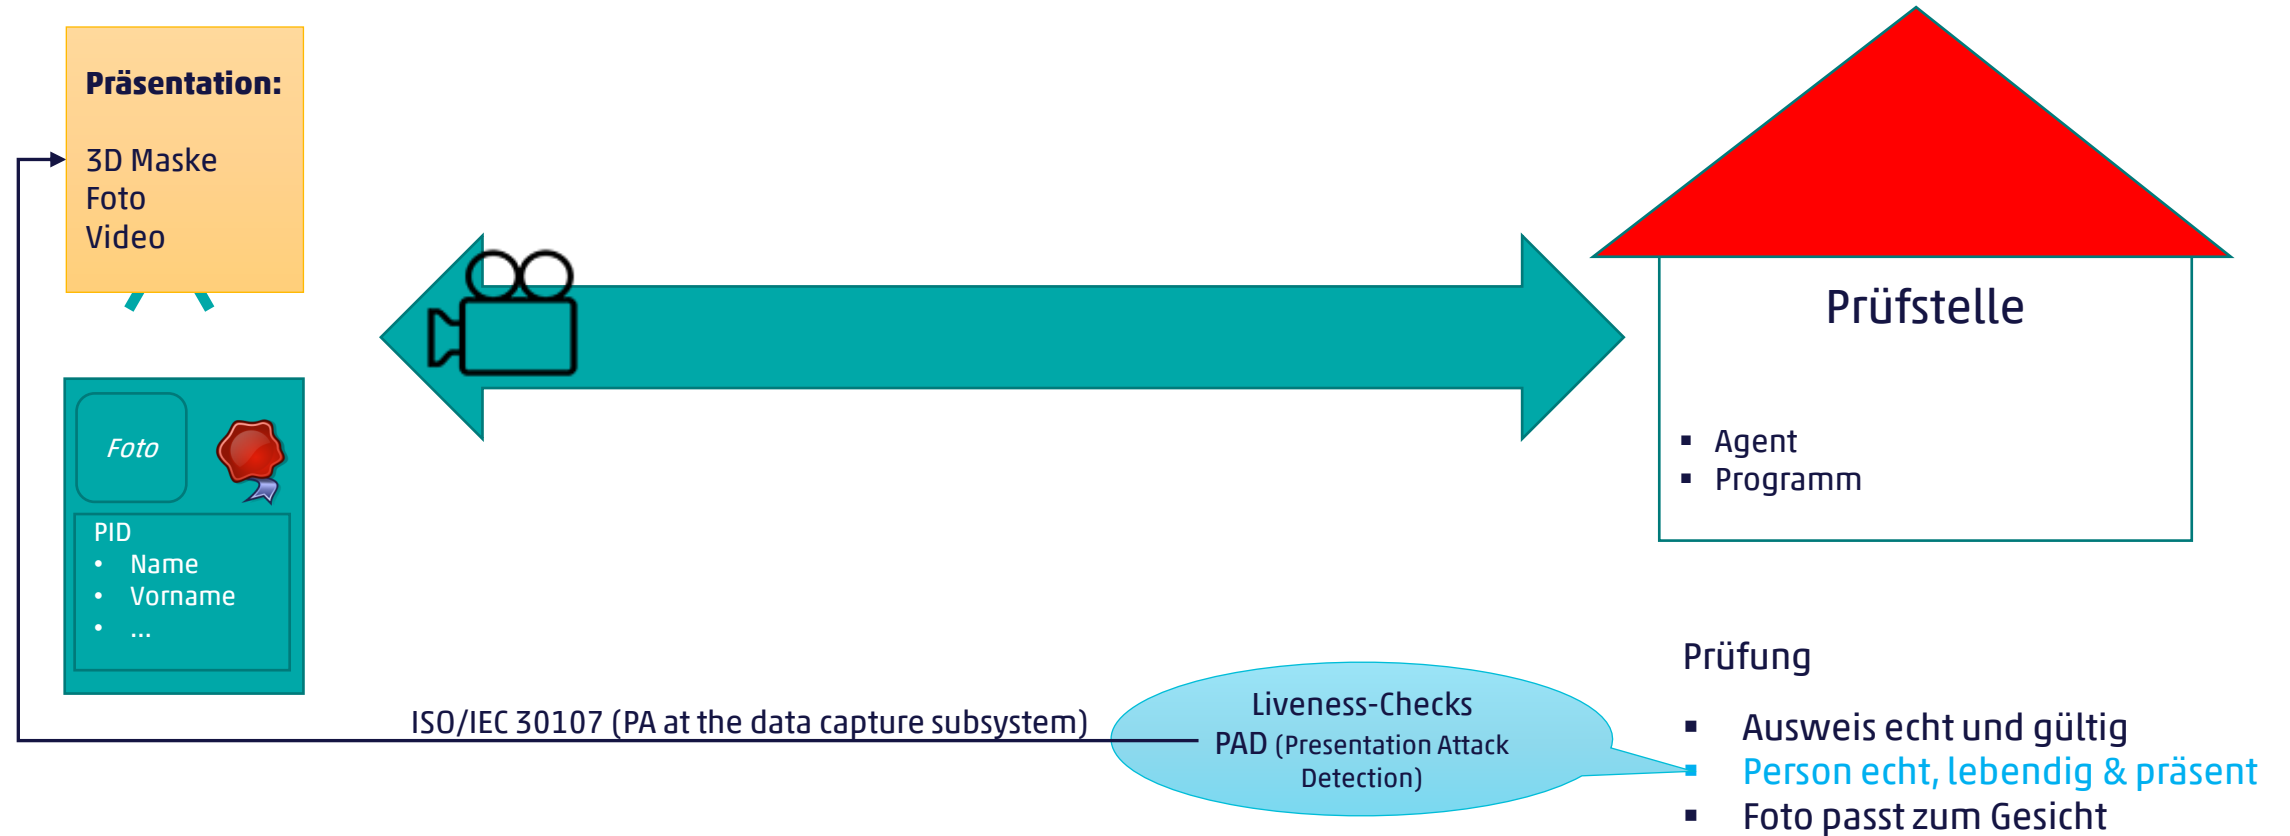 Präsentation:
3D Maske
Foto
Video
Foto
PID
• Name
• Vorname
• ...
Prüfstelle
▪ Agent
▪ Programm
ISO/IEC 30107 (PA at the data capture subsystem)
Liveness-Checks
PAD (Presentation Attack
Detection)
Prüfung
▪ Ausweis echt und gültig
▪ Person echt, lebendig & präsent
▪ Foto passt zum Gesicht